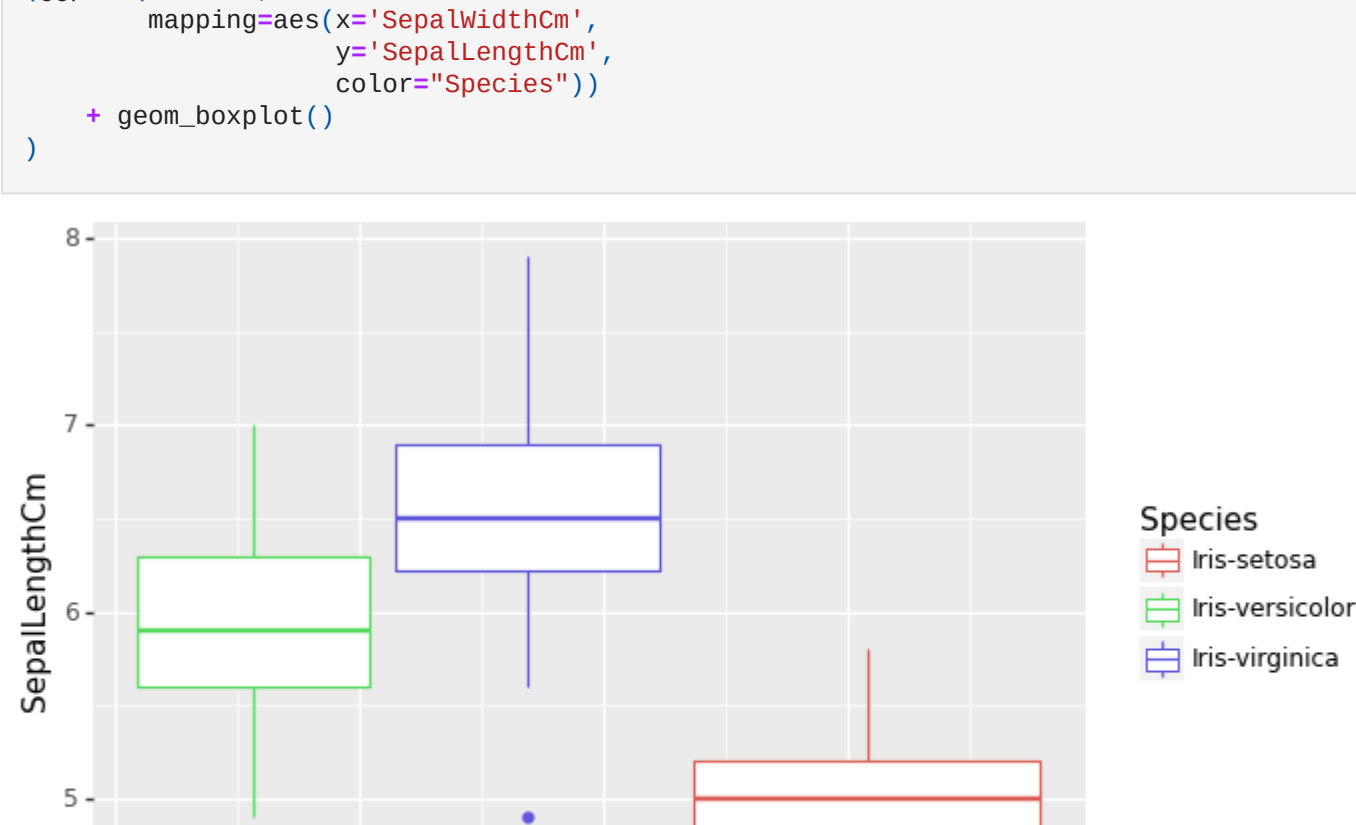 mapping=aes(x='SepalWidthCm',
y='SepalLengthCm',
color="Species"))
+ geom_boxplot()
)
8
7
SepalLengthCm
6
5
Species
Iris-setosa
Iris-versicolor
Iris-virginica